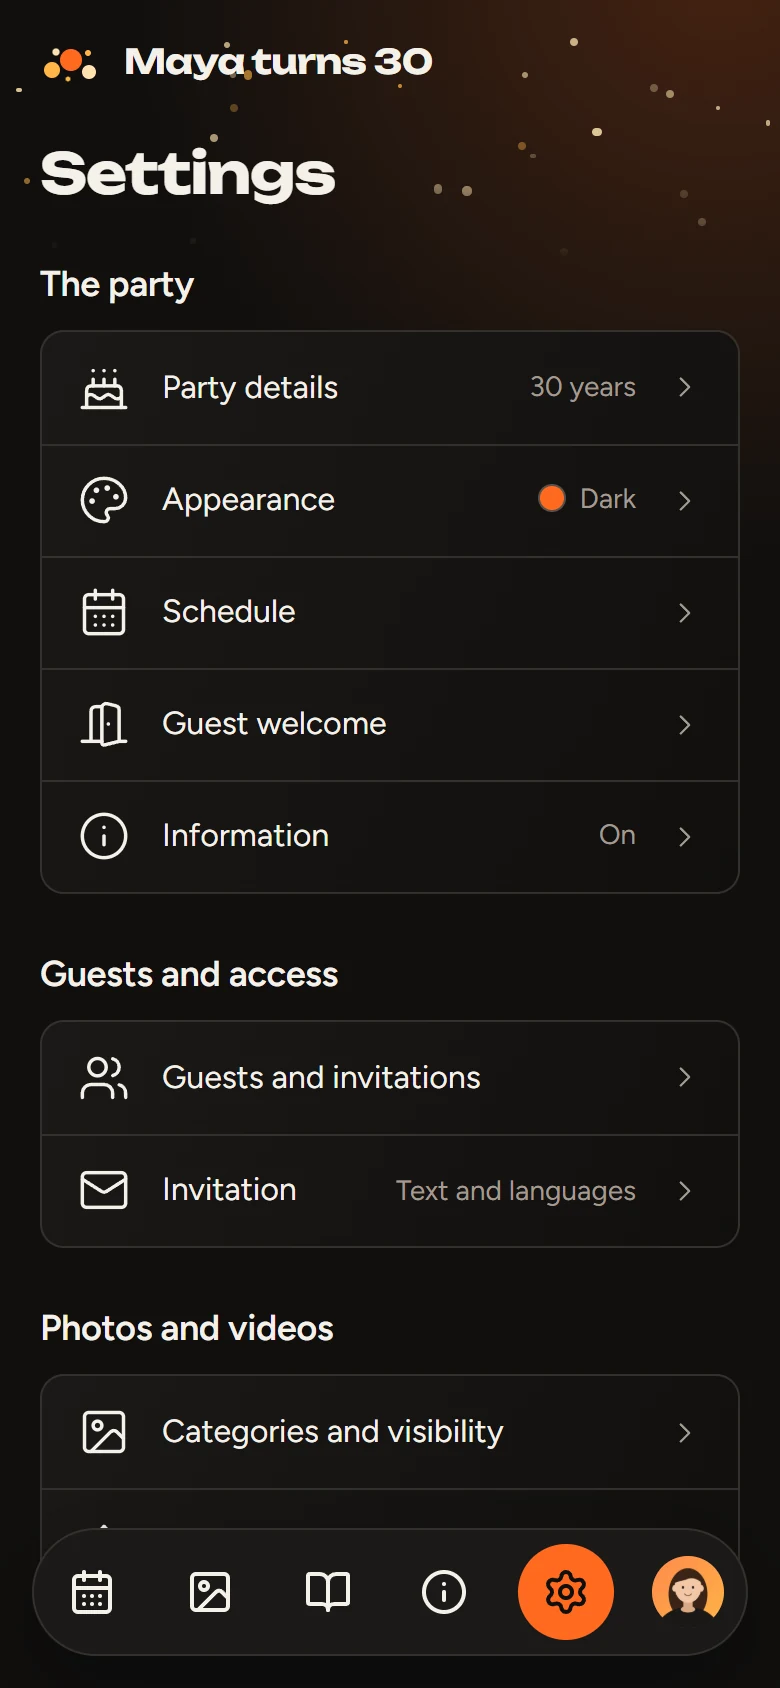 Maya turns 30
Settings
The party
Party details 30 years
Appearance Dark
Schedule
Guest welcome
Information On
Guests and access
Guests and invitations
Invitation Text and languages
Photos and videos
Categories and visibility